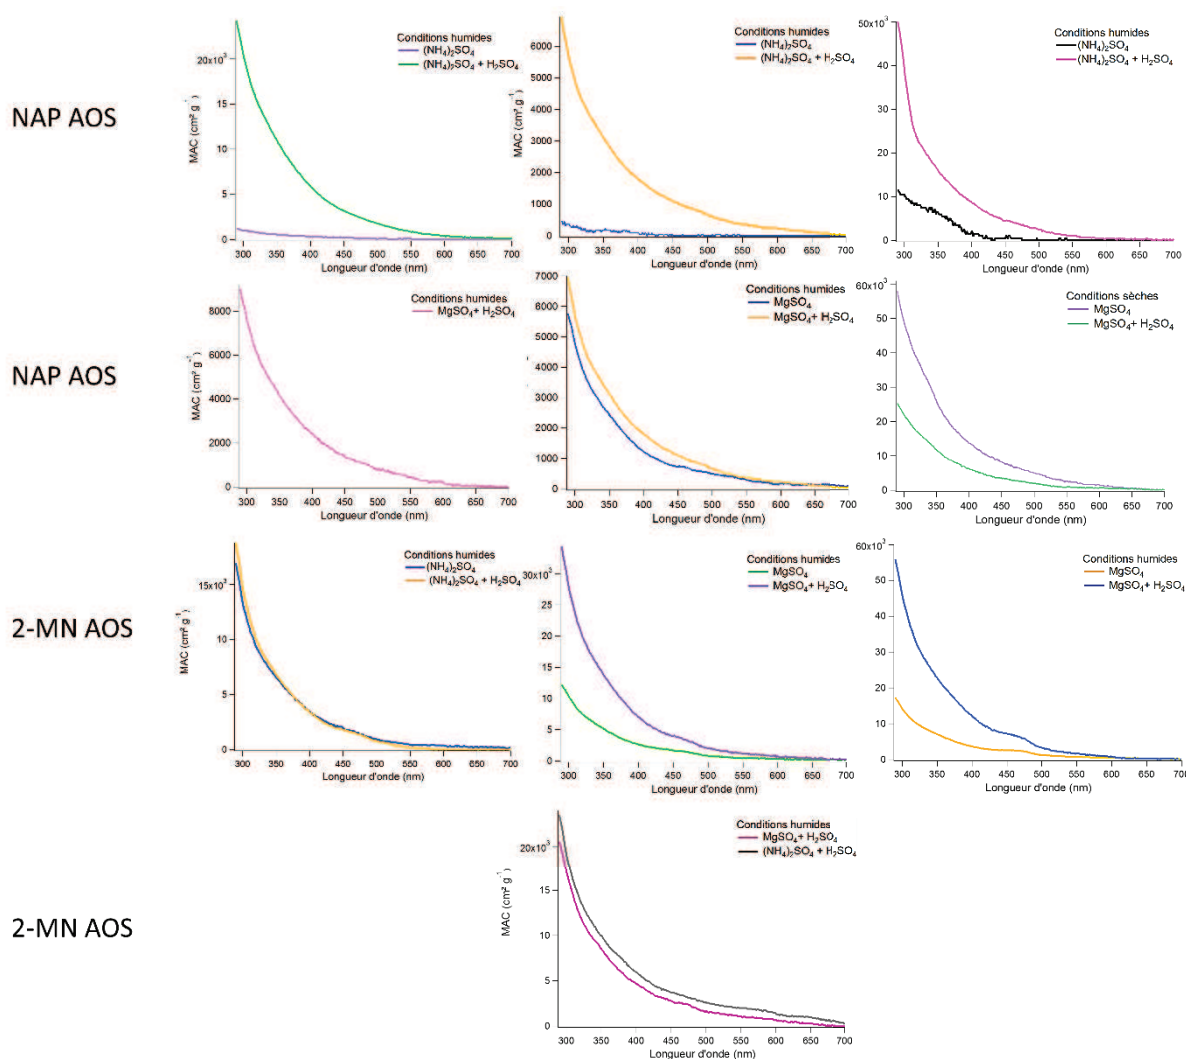 NAP AOS
Conditions humides
(NH₄)₂SO₄
(NH₄)₂SO₄ + H₂SO₄
20x10³
15
10
5
0
MAC (cm² g⁻¹)
300 350 400 450 500 550 600 650 700
Longueur d'onde (nm)
Conditions humides
(NH₄)₂SO₄
(NH₄)₂SO₄ + H₂SO₄
6000
5000
4000
3000
2000
1000
0
MAC (cm² g⁻¹)
300 350 400 450 500 550 600 650 700
Longueur d'onde (nm)
Conditions humides
(NH₄)₂SO₄
(NH₄)₂SO₄ + H₂SO₄
50x10³
40
30
20
10
0
300 350 400 450 500 550 600 650 700
Longueur d'onde (nm)
NAP AOS
Conditions humides
MgSO₄+ H₂SO₄
8000
6000
4000
2000
0
MAC (cm² g⁻¹)
300 350 400 450 500 550 600 650 700
Longueur d'onde (nm)
Conditions humides
MgSO₄
MgSO₄+ H₂SO₄
7000
6000
5000
4000
3000
2000
1000
0
300 350 400 450 500 550 600 650 700
Longueur d'onde (nm)
Conditions sèches
MgSO₄
MgSO₄+ H₂SO₄
60x10³
50
40
30
20
10
0
300 350 400 450 500 550 600 650 700
Longueur d'onde (nm)
2-MN AOS
Conditions humides
(NH₄)₂SO₄
(NH₄)₂SO₄ + H₂SO₄
15x10³
10
5
0
MAC (cm² g⁻¹)
300 350 400 450 500 550 600 650 700
Longueur d'onde (nm)
Conditions humides
MgSO₄
MgSO₄+ H₂SO₄
30x10³
25
20
15
10
5
0
MAC (cm² g⁻¹)
300 350 400 450 500 550 600 650 700
Longueur d'onde (nm)
Conditions humides
MgSO₄
MgSO₄+ H₂SO₄
60x10³
50
40
30
20
10
0
300 350 400 450 500 550 600 650 700
Longueur d'onde (nm)
2-MN AOS
Conditions humides
MgSO₄+ H₂SO₄
(NH₄)₂SO₄ + H₂SO₄
20x10³
15
10
5
0
MAC (cm² g⁻¹)
300 350 400 450 500 550 600 650 700
Longueur d'onde (nm)